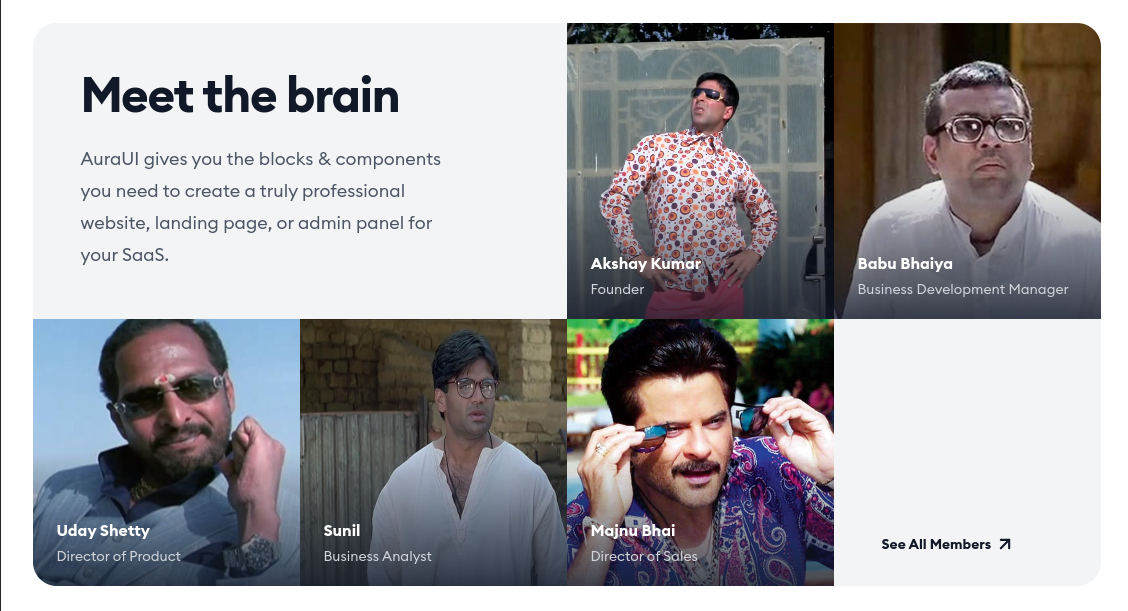 Meet the brain
AuraUI gives you the blocks & components
you need to create a truly professional
website, landing page, or admin panel for
your SaaS.
Akshay Kumar
Founder
Babu Bhaiya
Business Development Manager
Uday Shetty
Director of Product
Sunil
Business Analyst
Majnu Bhai
Director of Sales
See All Members